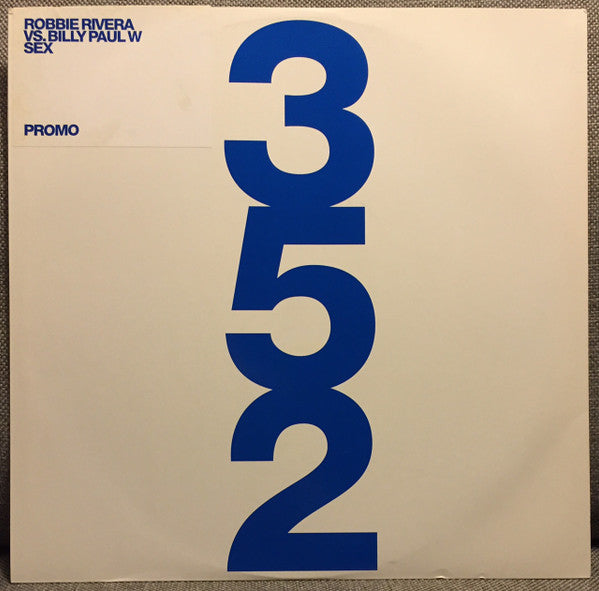 ROBBIE RIVERA
VS. BILLY PAUL W
SEX
PROMO
3
5
2